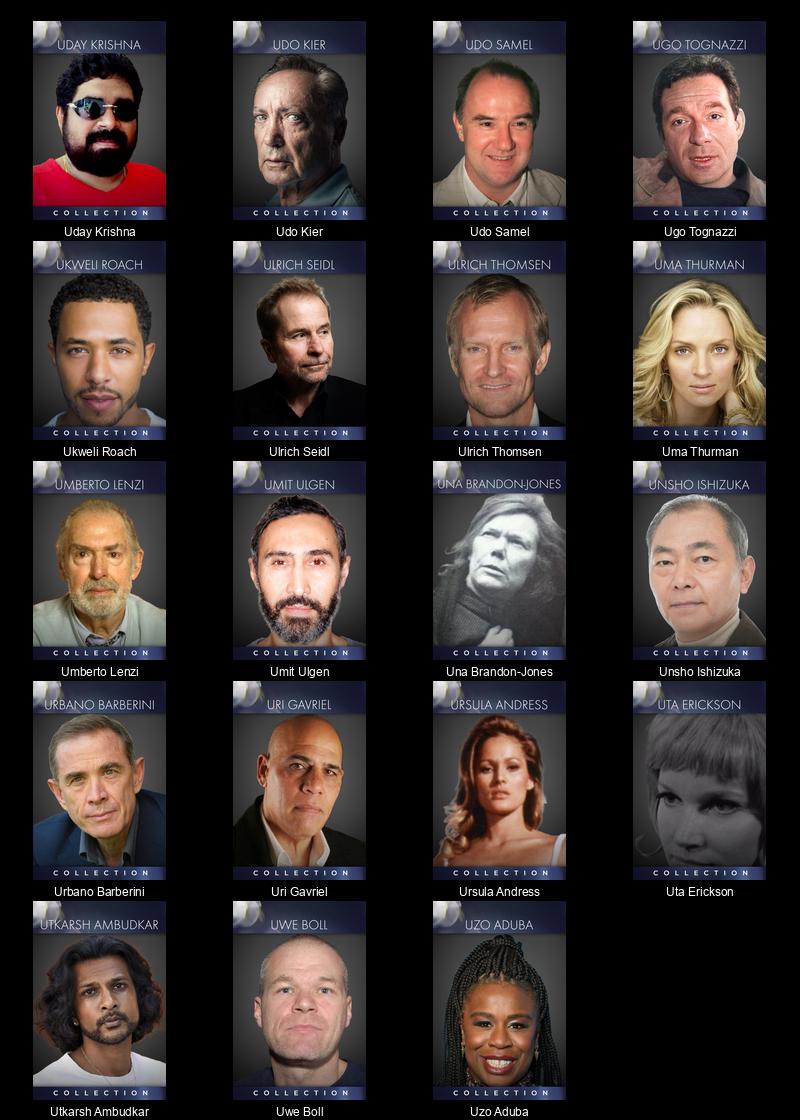 UDAY KRISHNA
COLLECTION
Uday Krishna
UDO KIER
COLLECTION
Udo Kier
UDO SAMEL
COLLECTION
Udo Samel
UGO TOGNAZZI
COLLECTION
Ugo Tognazzi
UKWELI ROACH
COLLECTION
Ukweli Roach
ULRICH SEIDL
COLLECTION
Ulrich Seidl
ULRICH THOMSEN
COLLECTION
Ulrich Thomsen
UMA THURMAN
COLLECTION
Uma Thurman
UMBERTO LENZI
COLLECTION
Umberto Lenzi
UMIT ULGEN
COLLECTION
Umit Ulgen
UNA BRANDON-JONES
COLLECTION
Una Brandon-Jones
UNSHO ISHIZUKA
COLLECTION
Unsho Ishizuka
URBANO BARBERINI
COLLECTION
Urbano Barberini
URI GAVRIEL
COLLECTION
Uri Gavriel
URSULA ANDRESS
COLLECTION
Ursula Andress
UTA ERICKSON
COLLECTION
Uta Erickson
UTKARSH AMBUDKAR
COLLECTION
Utkarsh Ambudkar
UWE BOLL
COLLECTION
Uwe Boll
UZO ADUBA
COLLECTION
Uzo Aduba